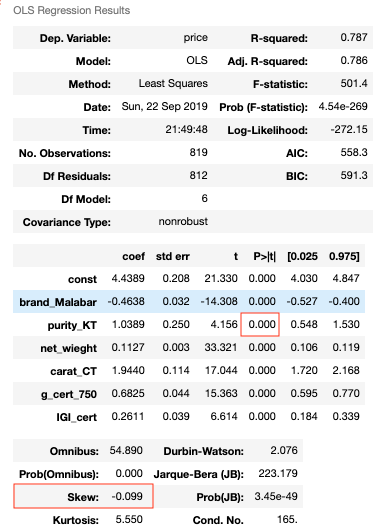 OLS Regression Results
Dep. Variable: price R-squared: 0.787
Model: OLS Adj. R-squared: 0.786
Method: Least Squares F-statistic: 501.4
Date: Sun, 22 Sep 2019 Prob (F-statistic): 4.54e-269
Time: 21:49:48 Log-Likelihood: -272.15
No. Observations: 819 AIC: 558.3
Df Residuals: 812 BIC: 591.3
Df Model: 6
Covariance Type: nonrobust
coef std err t P>|t| [0.025 0.975]
const 4.4389 0.208 21.330 0.000 4.030 4.847
brand_Malabar -0.4638 0.032 -14.308 0.000 -0.527 -0.400
purity_KT 1.0389 0.250 4.156 0.000 0.548 1.530
net_wieght 0.1127 0.003 33.321 0.000 0.106 0.119
carat_CT 1.9440 0.114 17.044 0.000 1.720 2.168
g_cert_750 0.6825 0.044 15.363 0.000 0.595 0.770
IGI_cert 0.2611 0.039 6.614 0.000 0.184 0.339
Omnibus: 54.890 Durbin-Watson: 2.076
Prob(Omnibus): 0.000 Jarque-Bera (JB): 223.179
Skew: -0.099 Prob(JB): 3.45e-49
Kurtosis: 5.550 Cond. No. 165.